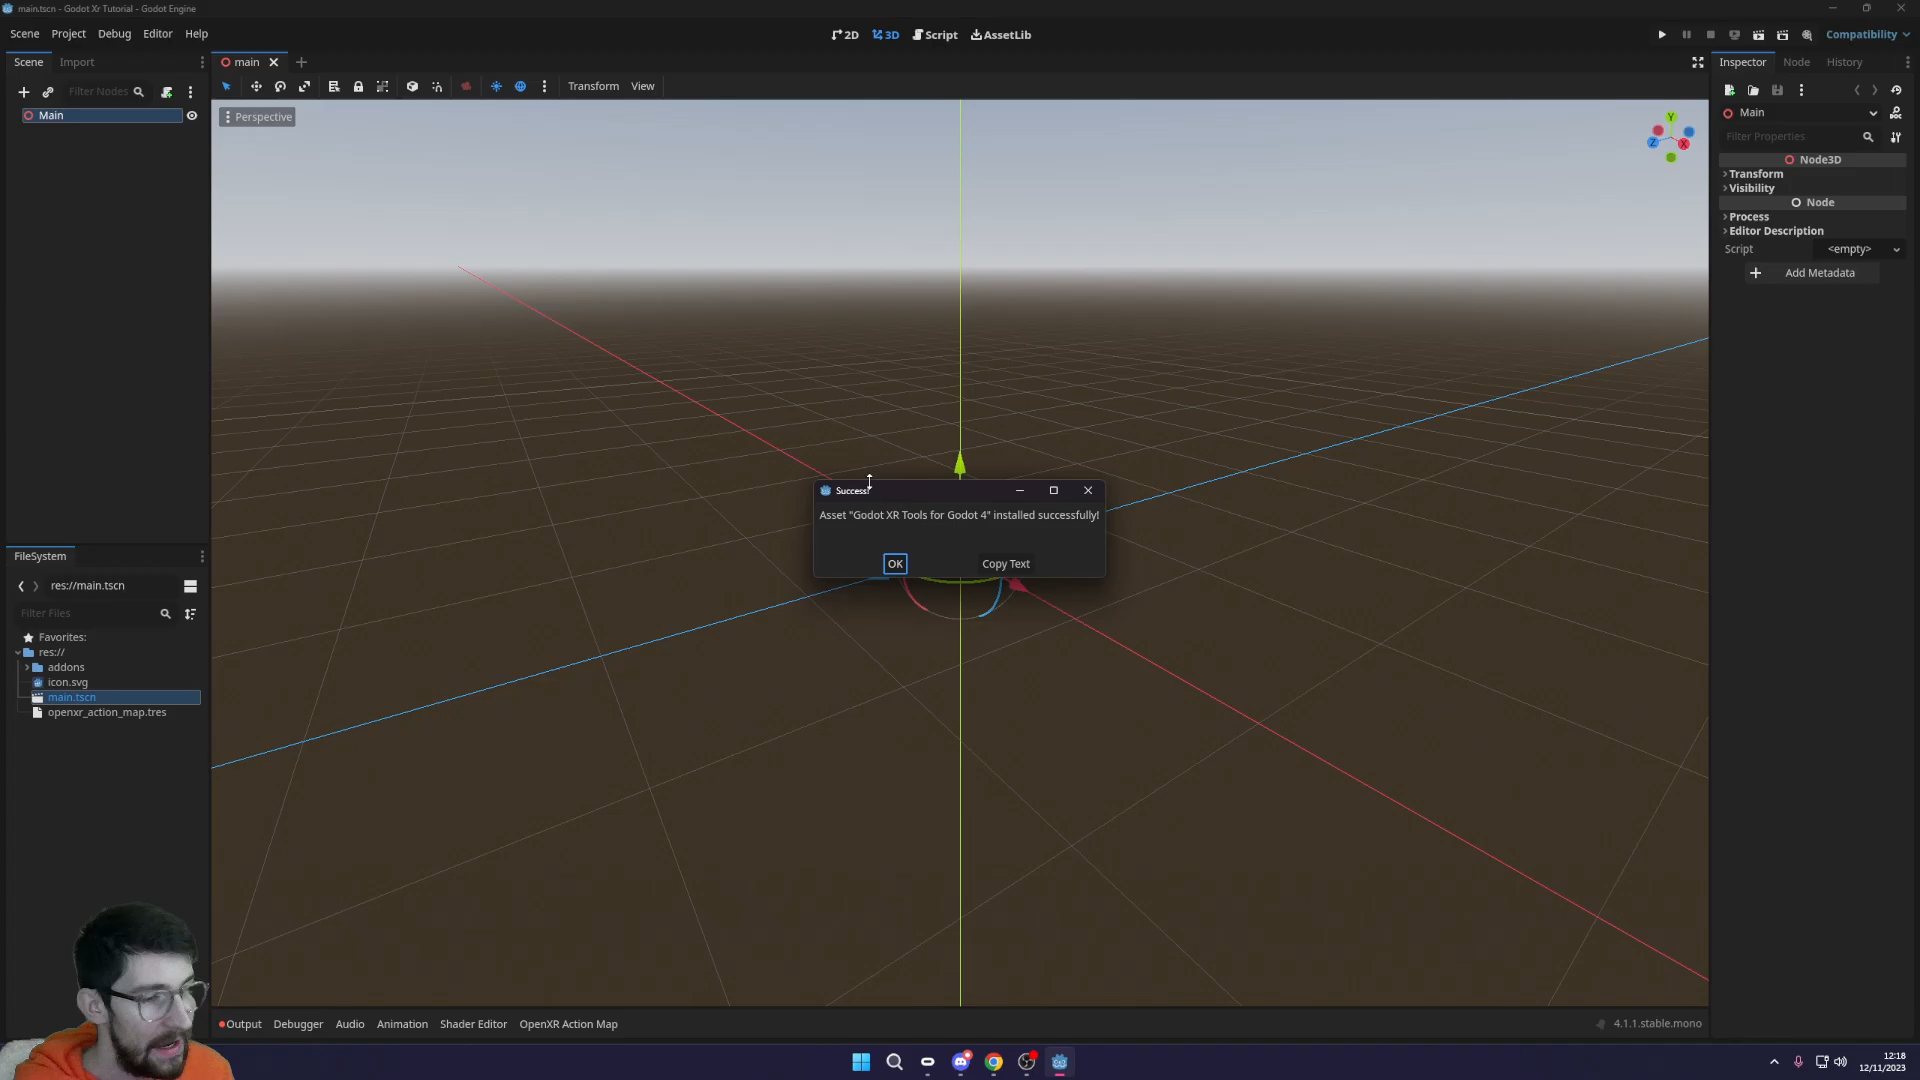 main.tscn - Godot Xr Tutorial - Godot Engine
Scene Project Debug Editor Help
2D 3D Script AssetLib
Compatibility
Scene Import
main
Inspector Node History
Filter Nodes
Transform View
Main
Perspective
Y
Z
X
Main
Filter Properties
Node3D
Transform
Visibility
Node
Process
Editor Description
Script <empty>
Add Metadata
Success!
Asset "Godot XR Tools for Godot 4" installed successfully!
OK Copy Text
FileSystem
res://main.tscn
Filter Files
Favorites:
res://
addons
icon.svg
main.tscn
openxr_action_map.tres
Output Debugger Audio Animation Shader Editor OpenXR Action Map
4.1.1.stable.mono
12:18
12/11/2023